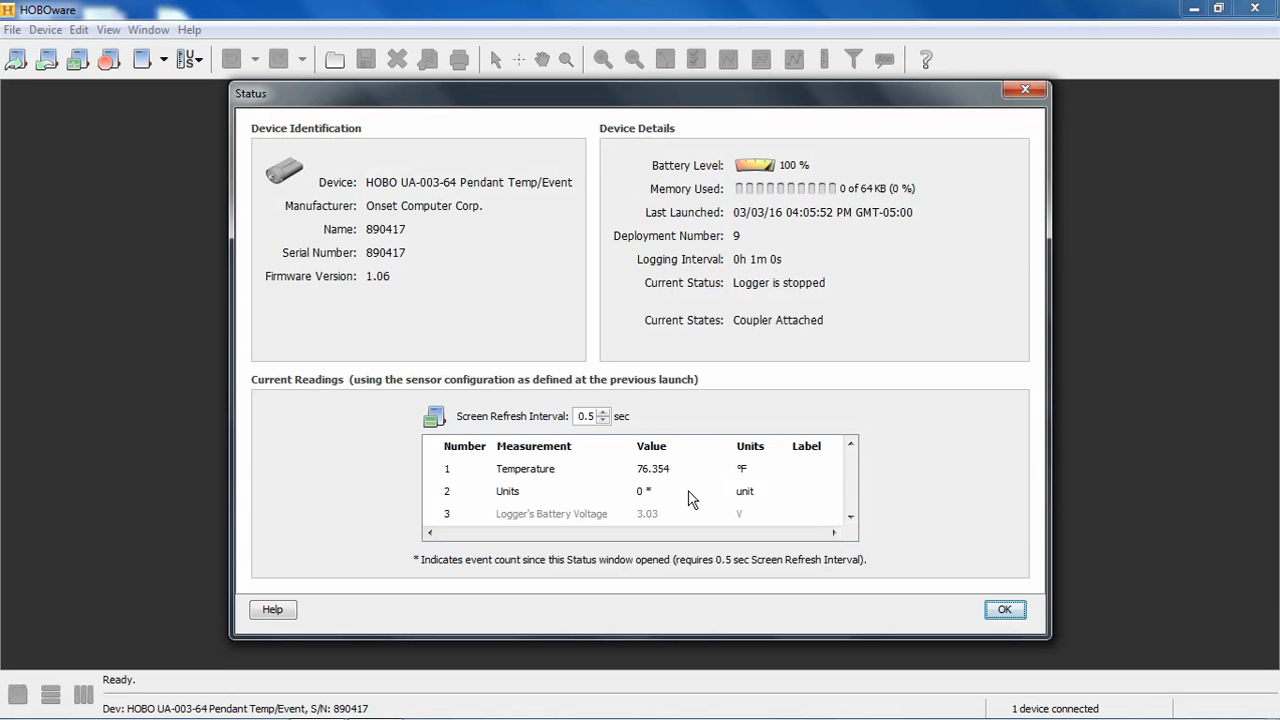 HOBOware
File Device Edit View Window Help
Status
Device Identification
Device: HOBO UA-003-64 Pendant Temp/Event
Manufacturer: Onset Computer Corp.
Name: 890417
Serial Number: 890417
Firmware Version: 1.06
Device Details
Battery Level: 100 %
Memory Used: 0 of 64 KB (0 %)
Last Launched: 03/03/16 04:05:52 PM GMT-05:00
Deployment Number: 9
Logging Interval: 0h 1m 0s
Current Status: Logger is stopped
Current States: Coupler Attached
Current Readings (using the sensor configuration as defined at the previous launch)
Screen Refresh Interval: 0.5 sec
Number Measurement Value Units Label
1 Temperature 76.354 °F
2 Units 0 * unit
3 Logger's Battery Voltage 3.03 V
* Indicates event count since this Status window opened (requires 0.5 sec Screen Refresh Interval).
Help OK
Ready.
Dev: HOBO UA-003-64 Pendant Temp/Event, S/N: 890417 1 device connected